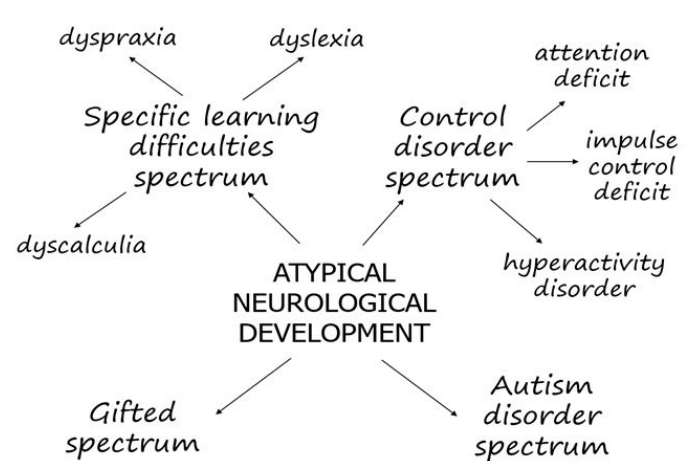 dyspraxia
dyslexia
Specific learning
difficulties
spectrum
dyscalculia
Control
disorder
spectrum
attention
deficit
impulse
control
deficit
hyperactivity
disorder
ATYPICAL
NEUROLOGICAL
DEVELOPMENT
Gifted
spectrum
Autism
disorder
spectrum